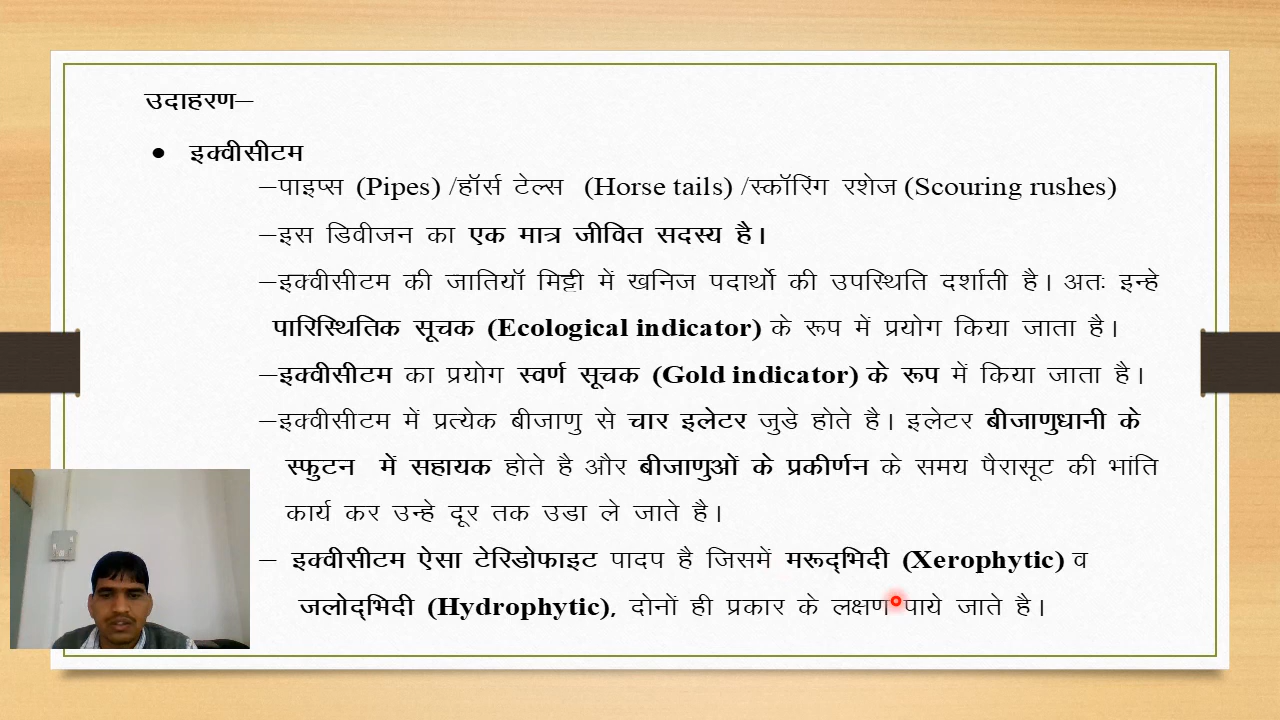 उदाहरण–
• इक्वीसीटम
–पाइप्स (Pipes) /हॉर्स टेल्स (Horse tails) /स्कॉरिंग रशेज (Scouring rushes)
–इस डिवीजन का एक मात्र जीवित सदस्य है।
–इक्वीसीटम की जातियॉ मिट्टी में खनिज पदार्थो की उपस्थिति दर्शाती है। अतः इन्हे
पारिस्थितिक सूचक (Ecological indicator) के रूप में प्रयोग किया जाता है।
–इक्वीसीटम का प्रयोग स्वर्ण सूचक (Gold indicator) के रूप में किया जाता है।
–इक्वीसीटम में प्रत्येक बीजाणु से चार इलेटर जुडे होते है। इलेटर बीजाणुधानी के
स्फुटन में सहायक होते है और बीजाणुओं के प्रकीर्णन के समय पैरासूट की भांति
कार्य कर उन्हे दूर तक उडा ले जाते है।
– इक्वीसीटम ऐसा टेरिडोफाइट पादप है जिसमें मरूद्भिदी (Xerophytic) व
जलोद्भिदी (Hydrophytic), दोनों ही प्रकार के लक्षण पाये जाते है।